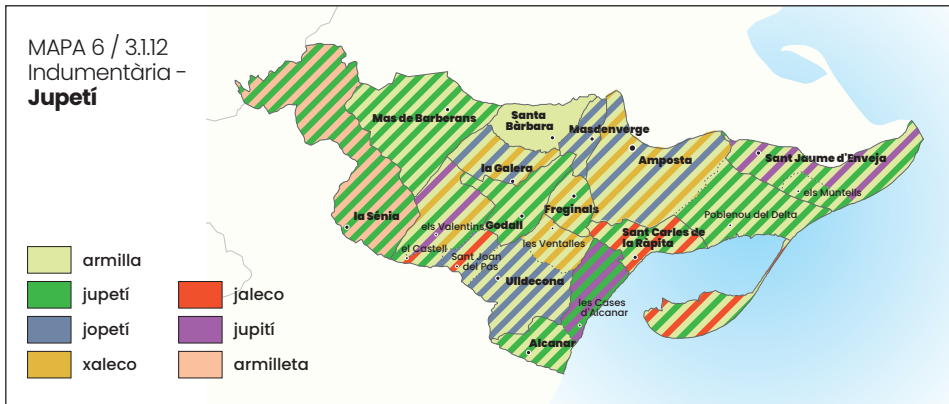 MAPA 6 / 3.1.12
Indumentària -
Jupetí
Mas de Barberans
Santa
Bàrbara
Masdenverge
la Galera
Amposta
Sant Jaume d'Enveja
els Muntells
la Sénia
els Valentins
Godall
Freginals
Poblenou del Delta
el Castell
Sant Joan
del Pas
les Ventalles
Sant Carles de
la Ràpita
Ulldecona
les Cases
d'Alcanar
Alcanar
armilla
jupetí
jopetí
xaleco
jaleco
jupití
armilleta